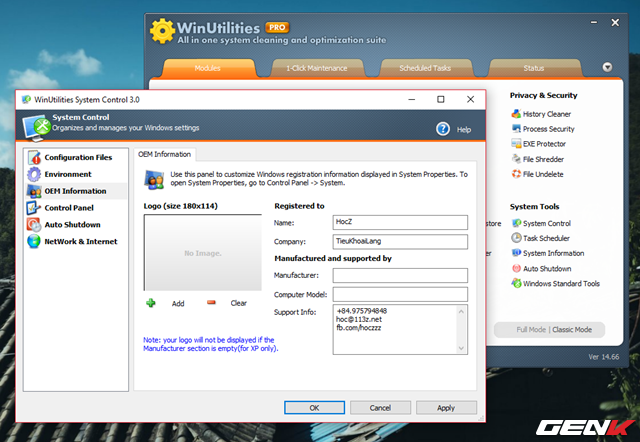 WinUtilities PRO
All in one system cleaning and optimization suite
Modules
1-Click Maintenance
Scheduled Tasks
Status
Privacy & Security
History Cleaner
Process Security
EXE Protector
File Shredder
File Undelete
System Tools
System Control
Task Scheduler
System Information
Auto Shutdown
Windows Standard Tools
store
er
Full Mode | Classic Mode
Ver 14.66
WinUtilities System Control 3.0
System Control
Organizes and manages your Windows settings
Help
Configuration Files
Environment
OEM Information
Control Panel
Auto Shutdown
NetWork & Internet
OEM Information
Use this panel to customize Windows registration information displayed in System Properties. To
open System Properties, go to Control Panel -> System.
Logo (size 180x114)
No Image.
Add
Clear
Note: your logo will not be displayed if the
Manufacturer section is empty(for XP only).
Registered to
Name:
HocZ
Company:
TieuKhoaiLang
Manufactured and supported by
Manufacturer:
Computer Model:
Support Info:
+84.975794848
hoc@113z.net
fb.com/hoczzz
OK
Cancel
Apply
GENK